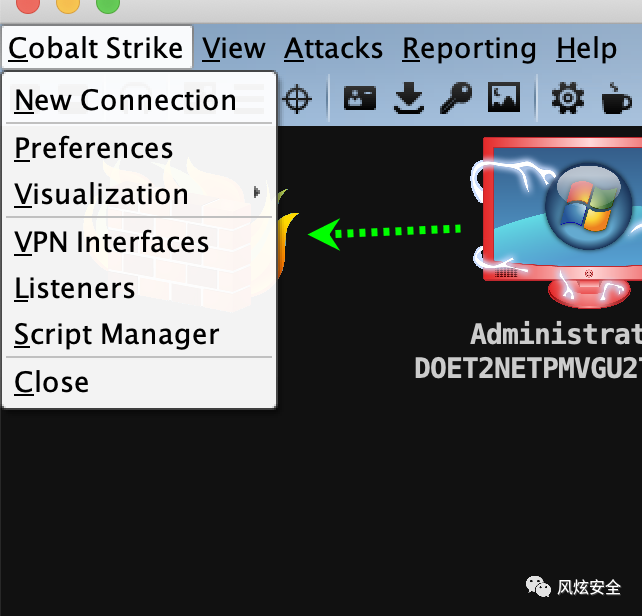 Cobalt Strike View Attacks Reporting Help
New Connection
Preferences
Visualization
VPN Interfaces
Listeners
Script Manager
Close
Administrat
DOET2NETPMVGU2
风炫安全